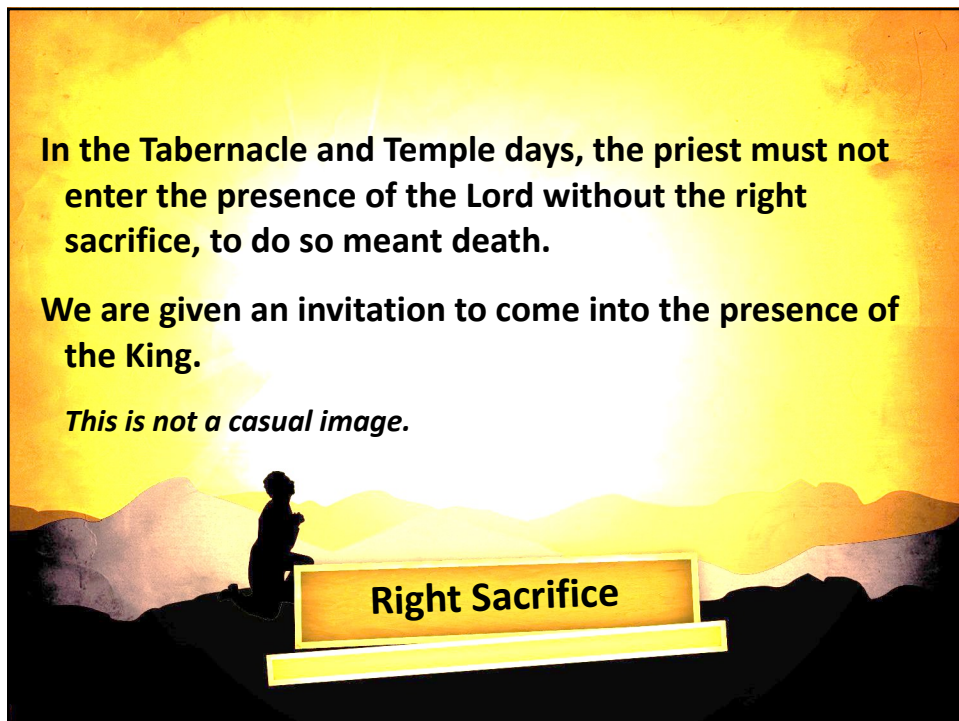 In the Tabernacle and Temple days, the priest must not
enter the presence of the Lord without the right
sacrifice, to do so meant death.
We are given an invitation to come into the presence of
the King.
This is not a casual image.
Right Sacrifice